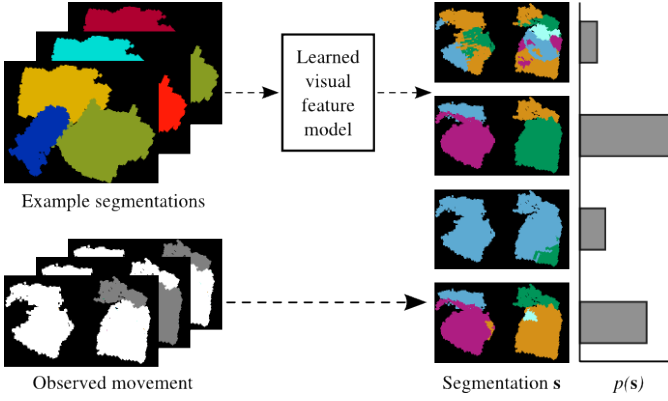 Learned
visual
feature
model
Example segmentations
Observed movement
Segmentation s
p(s)